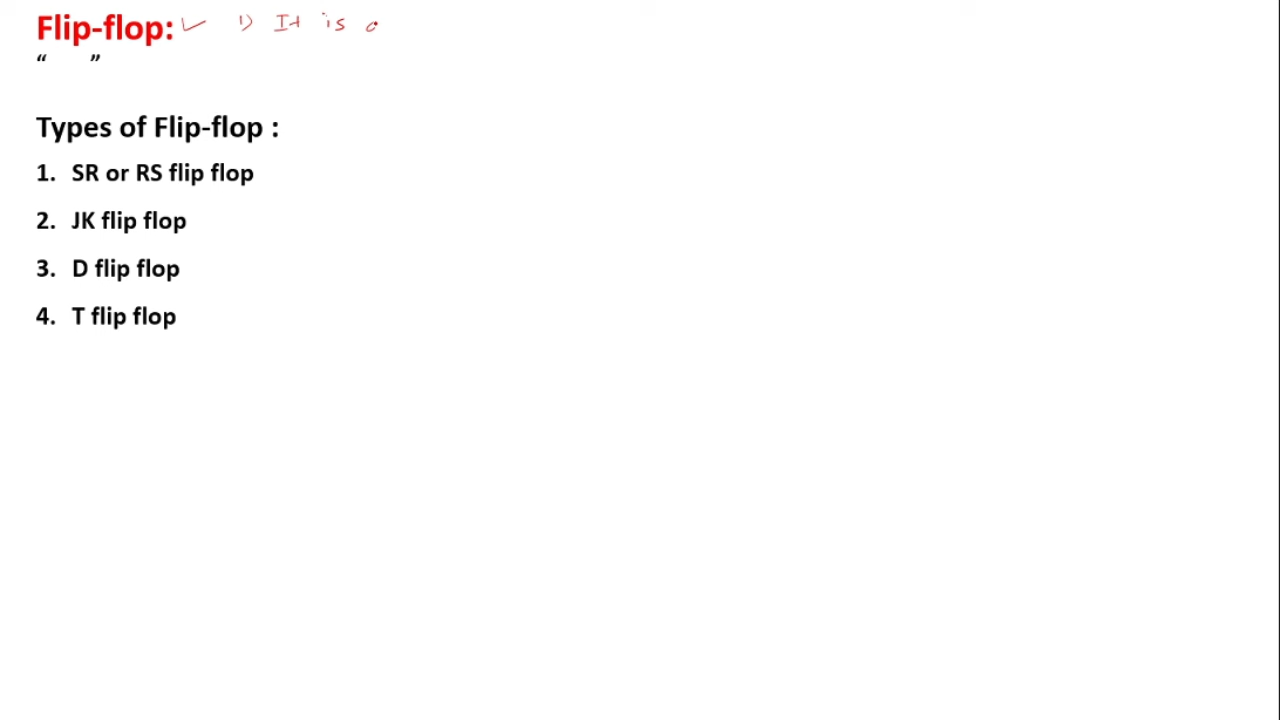 Flip-flop: ✓ 1) It is a
“ ”
Types of Flip-flop :
1. SR or RS flip flop
2. JK flip flop
3. D flip flop
4. T flip flop